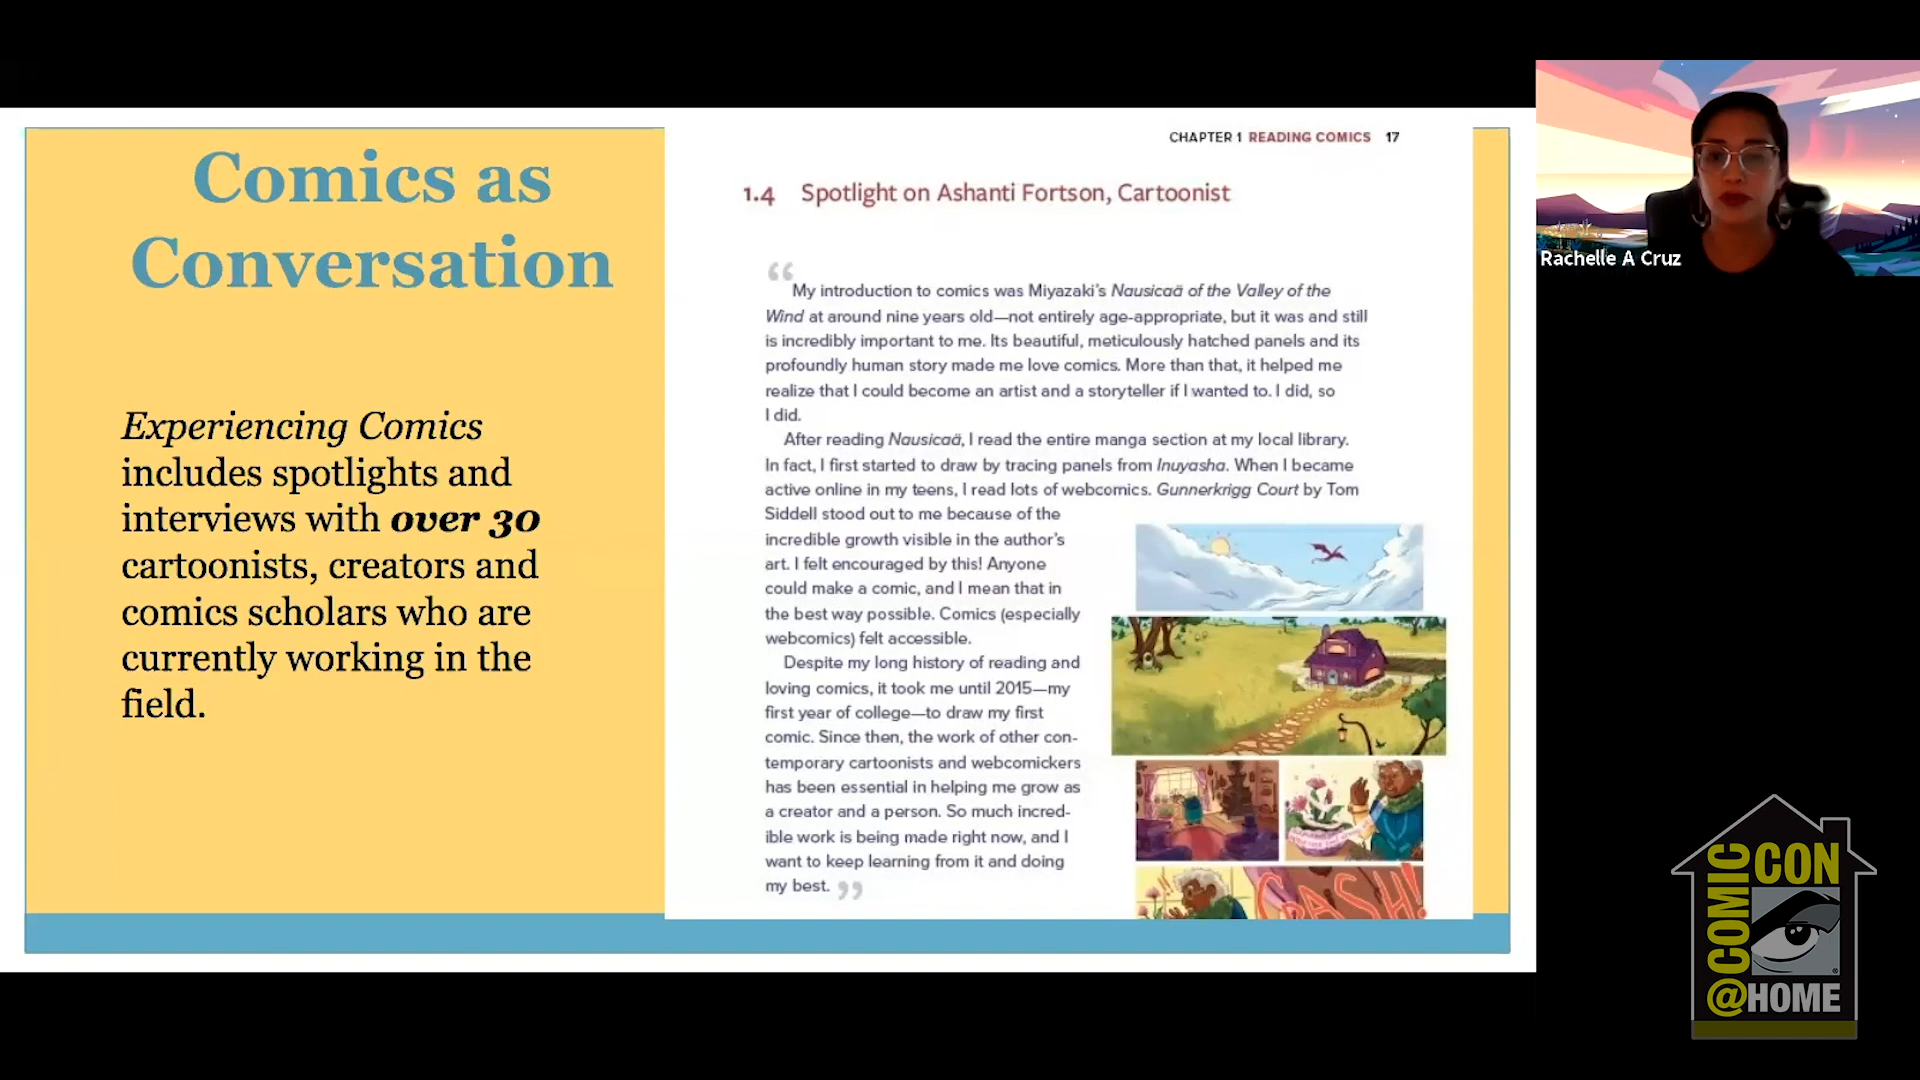 Comics as
Conversation
Experiencing Comics
includes spotlights and
interviews with over 30
cartoonists, creators and
comics scholars who are
currently working in the
field.
CHAPTER 1 READING COMICS 17
1.4 Spotlight on Ashanti Fortson, Cartoonist
“My introduction to comics was Miyazaki’s Nausicaä of the Valley of the
Wind at around nine years old—not entirely age-appropriate, but it was and still
is incredibly important to me. Its beautiful, meticulously hatched panels and its
profoundly human story made me love comics. More than that, it helped me
realize that I could become an artist and a storyteller if I wanted to. I did, so
I did.
After reading Nausicaä, I read the entire manga section at my local library.
In fact, I first started to draw by tracing panels from Inuyasha. When I became
active online in my teens, I read lots of webcomics. Gunnerkrigg Court by Tom
Siddell stood out to me because of the
incredible growth visible in the author’s
art. I felt encouraged by this! Anyone
could make a comic, and I mean that in
the best way possible. Comics (especially
webcomics) felt accessible.
Despite my long history of reading and
loving comics, it took me until 2015—my
first year of college—to draw my first
comic. Since then, the work of other con-
temporary cartoonists and webcomickers
has been essential in helping me grow as
a creator and a person. So much incred-
ible work is being made right now, and I
want to keep learning from it and doing
my best.”
!!
CRASH!
Rachelle A Cruz
COMIC CON
@HOME